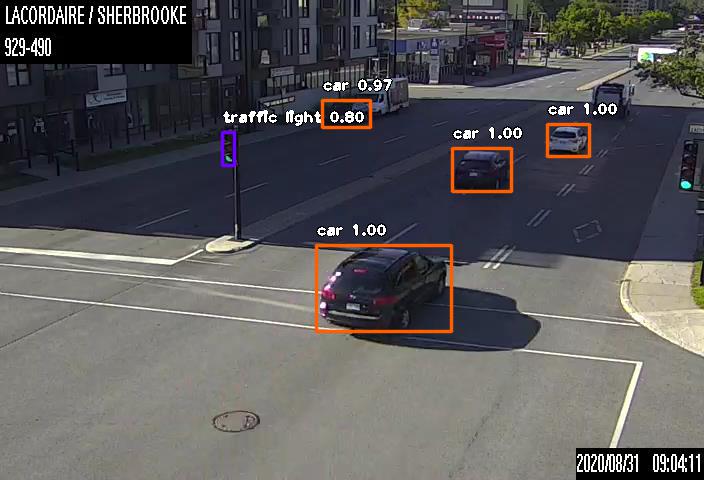 LACORDAIRE / SHERBROOKE
929-490
car 0.97
traffic light 0.80
car 1.00
car 1.00
car 1.00
2020/08/31 09:04:11